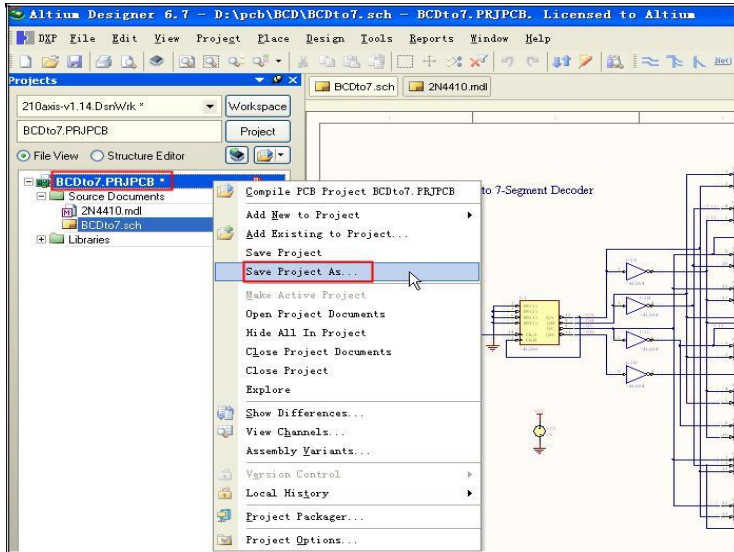 Altium Designer 6.7 - D:\pcb\BCD\BCDto7.sch - BCDto7.PRJPCB. Licensed to Altium
DXP File Edit View Project Place Design Tools Reports Window Help
Projects
BCDto7.sch 2N4410.mdl
210axis-v1.14.DsnWrk * Workspace
BCDto7.PRJPCB Project
File View Structure Editor
BCDto7.PRJPCB *
Source Documents
2N4410.mdl
BCDto7.sch
Libraries
Compile PCB Project BCDto7.PRJPCB
Add New to Project
Add Existing to Project...
Save Project
Save Project As...
Make Active Project
Open Project Documents
Hide All In Project
Close Project Documents
Close Project
Explore
Show Differences...
View Channels...
Assembly Variants...
Version Control
Local History
Project Packager...
Project Options...
to 7-Segment Decoder